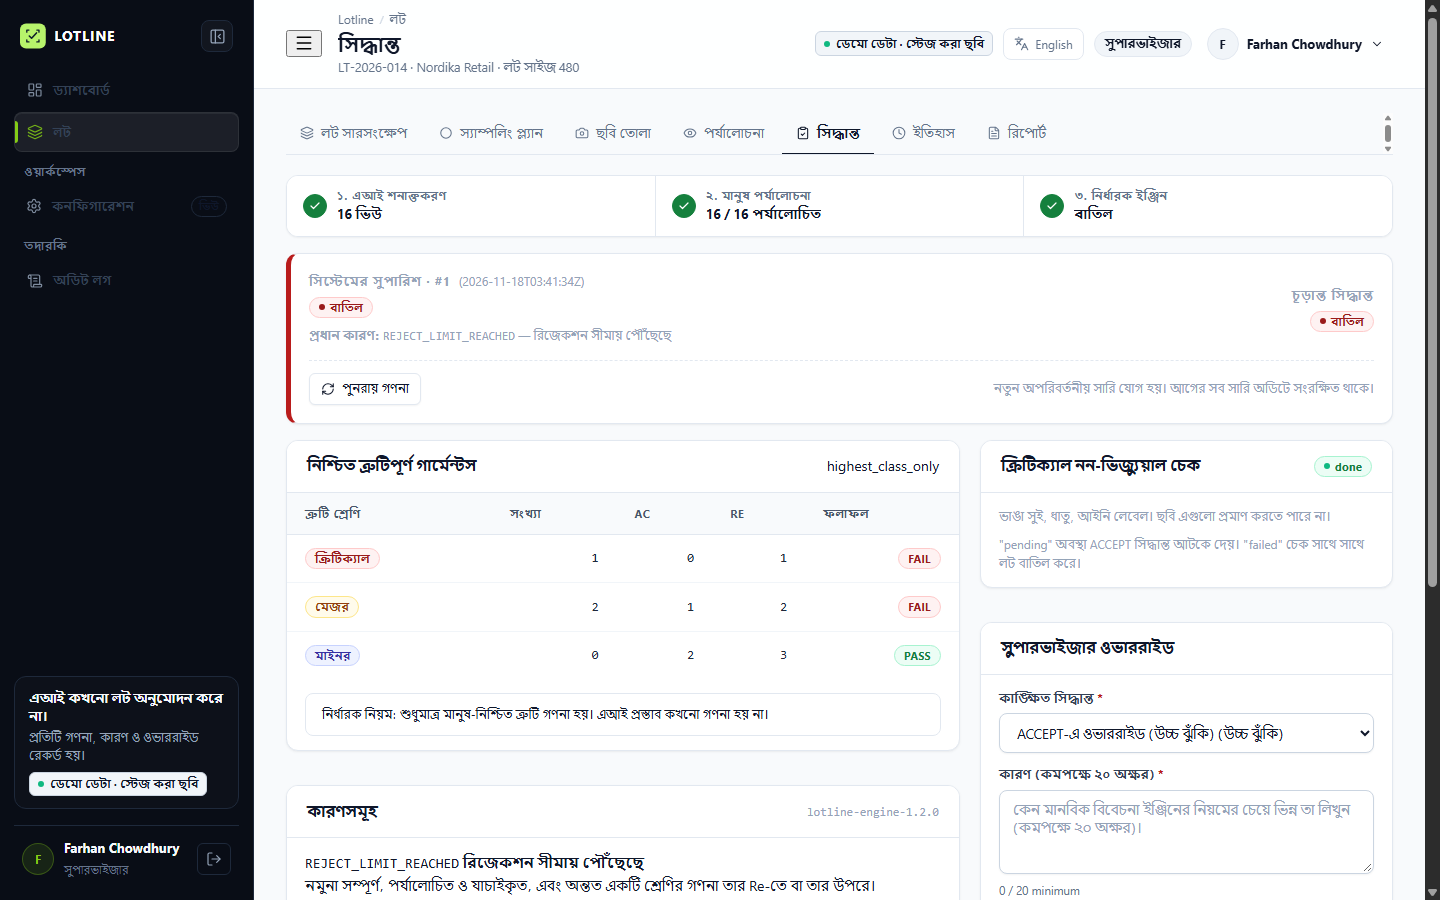 LOTLINE
ড্যাশবোর্ড
লট
ওয়ার্কস্পেস
কনফিগারেশন
তদারকি
অডিট লগ
এআই কখনো লট অনুমোদন করে
না।
প্রতিটি গণনা, কারণ ও ওভাররাইড
রেকর্ড হয়।
ডেমো ডেটা · স্টেজ করা ছবি
F
Farhan Chowdhury
সুপারভাইজার
Lotline / লট
সিদ্ধান্ত
LT-2026-014 · Nordika Retail · লট সাইজ 480
ডেমো ডেটা · স্টেজ করা ছবি
English
সুপারভাইজার
F
Farhan Chowdhury
লট সারসংক্ষেপ
স্যাম্পলিং প্ল্যান
ছবি তোলা
পর্যালোচনা
সিদ্ধান্ত
ইতিহাস
রিপোর্ট
১. এআই শনাক্তকরণ
16 ভিউ
২. মানুষ পর্যালোচনা
16 / 16 পর্যালোচিত
৩. নির্ধারক ইঞ্জিন
বাতিল
সিস্টেমের সুপারিশ · #1 (2026-11-18T03:41:34Z)
বাতিল
প্রধান কারণ: REJECT_LIMIT_REACHED — রিজেকশন সীমায় পৌঁছেছে
চূড়ান্ত সিদ্ধান্ত
বাতিল
পুনরায় গণনা
নতুন অপরিবর্তনীয় সারি যোগ হয়। আগের সব সারি অডিটে সংরক্ষিত থাকে।
নিশ্চিত ত্রুটিপূর্ণ গার্মেন্টস
highest_class_only
ত্রুটি শ্রেণি সংখ্যা AC RE ফলাফল
ক্রিটিক্যাল 1 0 1 FAIL
মেজর 2 1 2 FAIL
মাইনর 0 2 3 PASS
নির্ধারক নিয়ম: শুধুমাত্র মানুষ-নিশ্চিত ত্রুটি গণনা হয়। এআই প্রস্তাব কখনো গণনা হয় না।
কারণসমূহ
lotline-engine-1.2.0
REJECT_LIMIT_REACHED রিজেকশন সীমায় পৌঁছেছে
নমুনা সম্পূর্ণ, পর্যালোচিত ও যাচাইকৃত, এবং অন্তত একটি শ্রেণির গণনা তার Re-তে বা তার উপরে।
ক্রিটিক্যাল নন-ভিজ্যুয়াল চেক
done
ভাঙা সুই, ধাতু, আইনি লেবেল। ছবি এগুলো প্রমাণ করতে পারে না।
"pending" অবস্থা ACCEPT সিদ্ধান্ত আটকে দেয়। "failed" চেক সাথে সাথে
লট বাতিল করে।
সুপারভাইজার ওভাররাইড
কাঙ্ক্ষিত সিদ্ধান্ত *
ACCEPT-এ ওভাররাইড (উচ্চ ঝুঁকি) (উচ্চ ঝুঁকি)
কারণ (কমপক্ষে ২০ অক্ষর) *
কেন মানবিক বিবেচনা ইঞ্জিনের নিয়মের চেয়ে ভিন্ন তা লিখুন
(কমপক্ষে ২০ অক্ষর)।
0 / 20 minimum